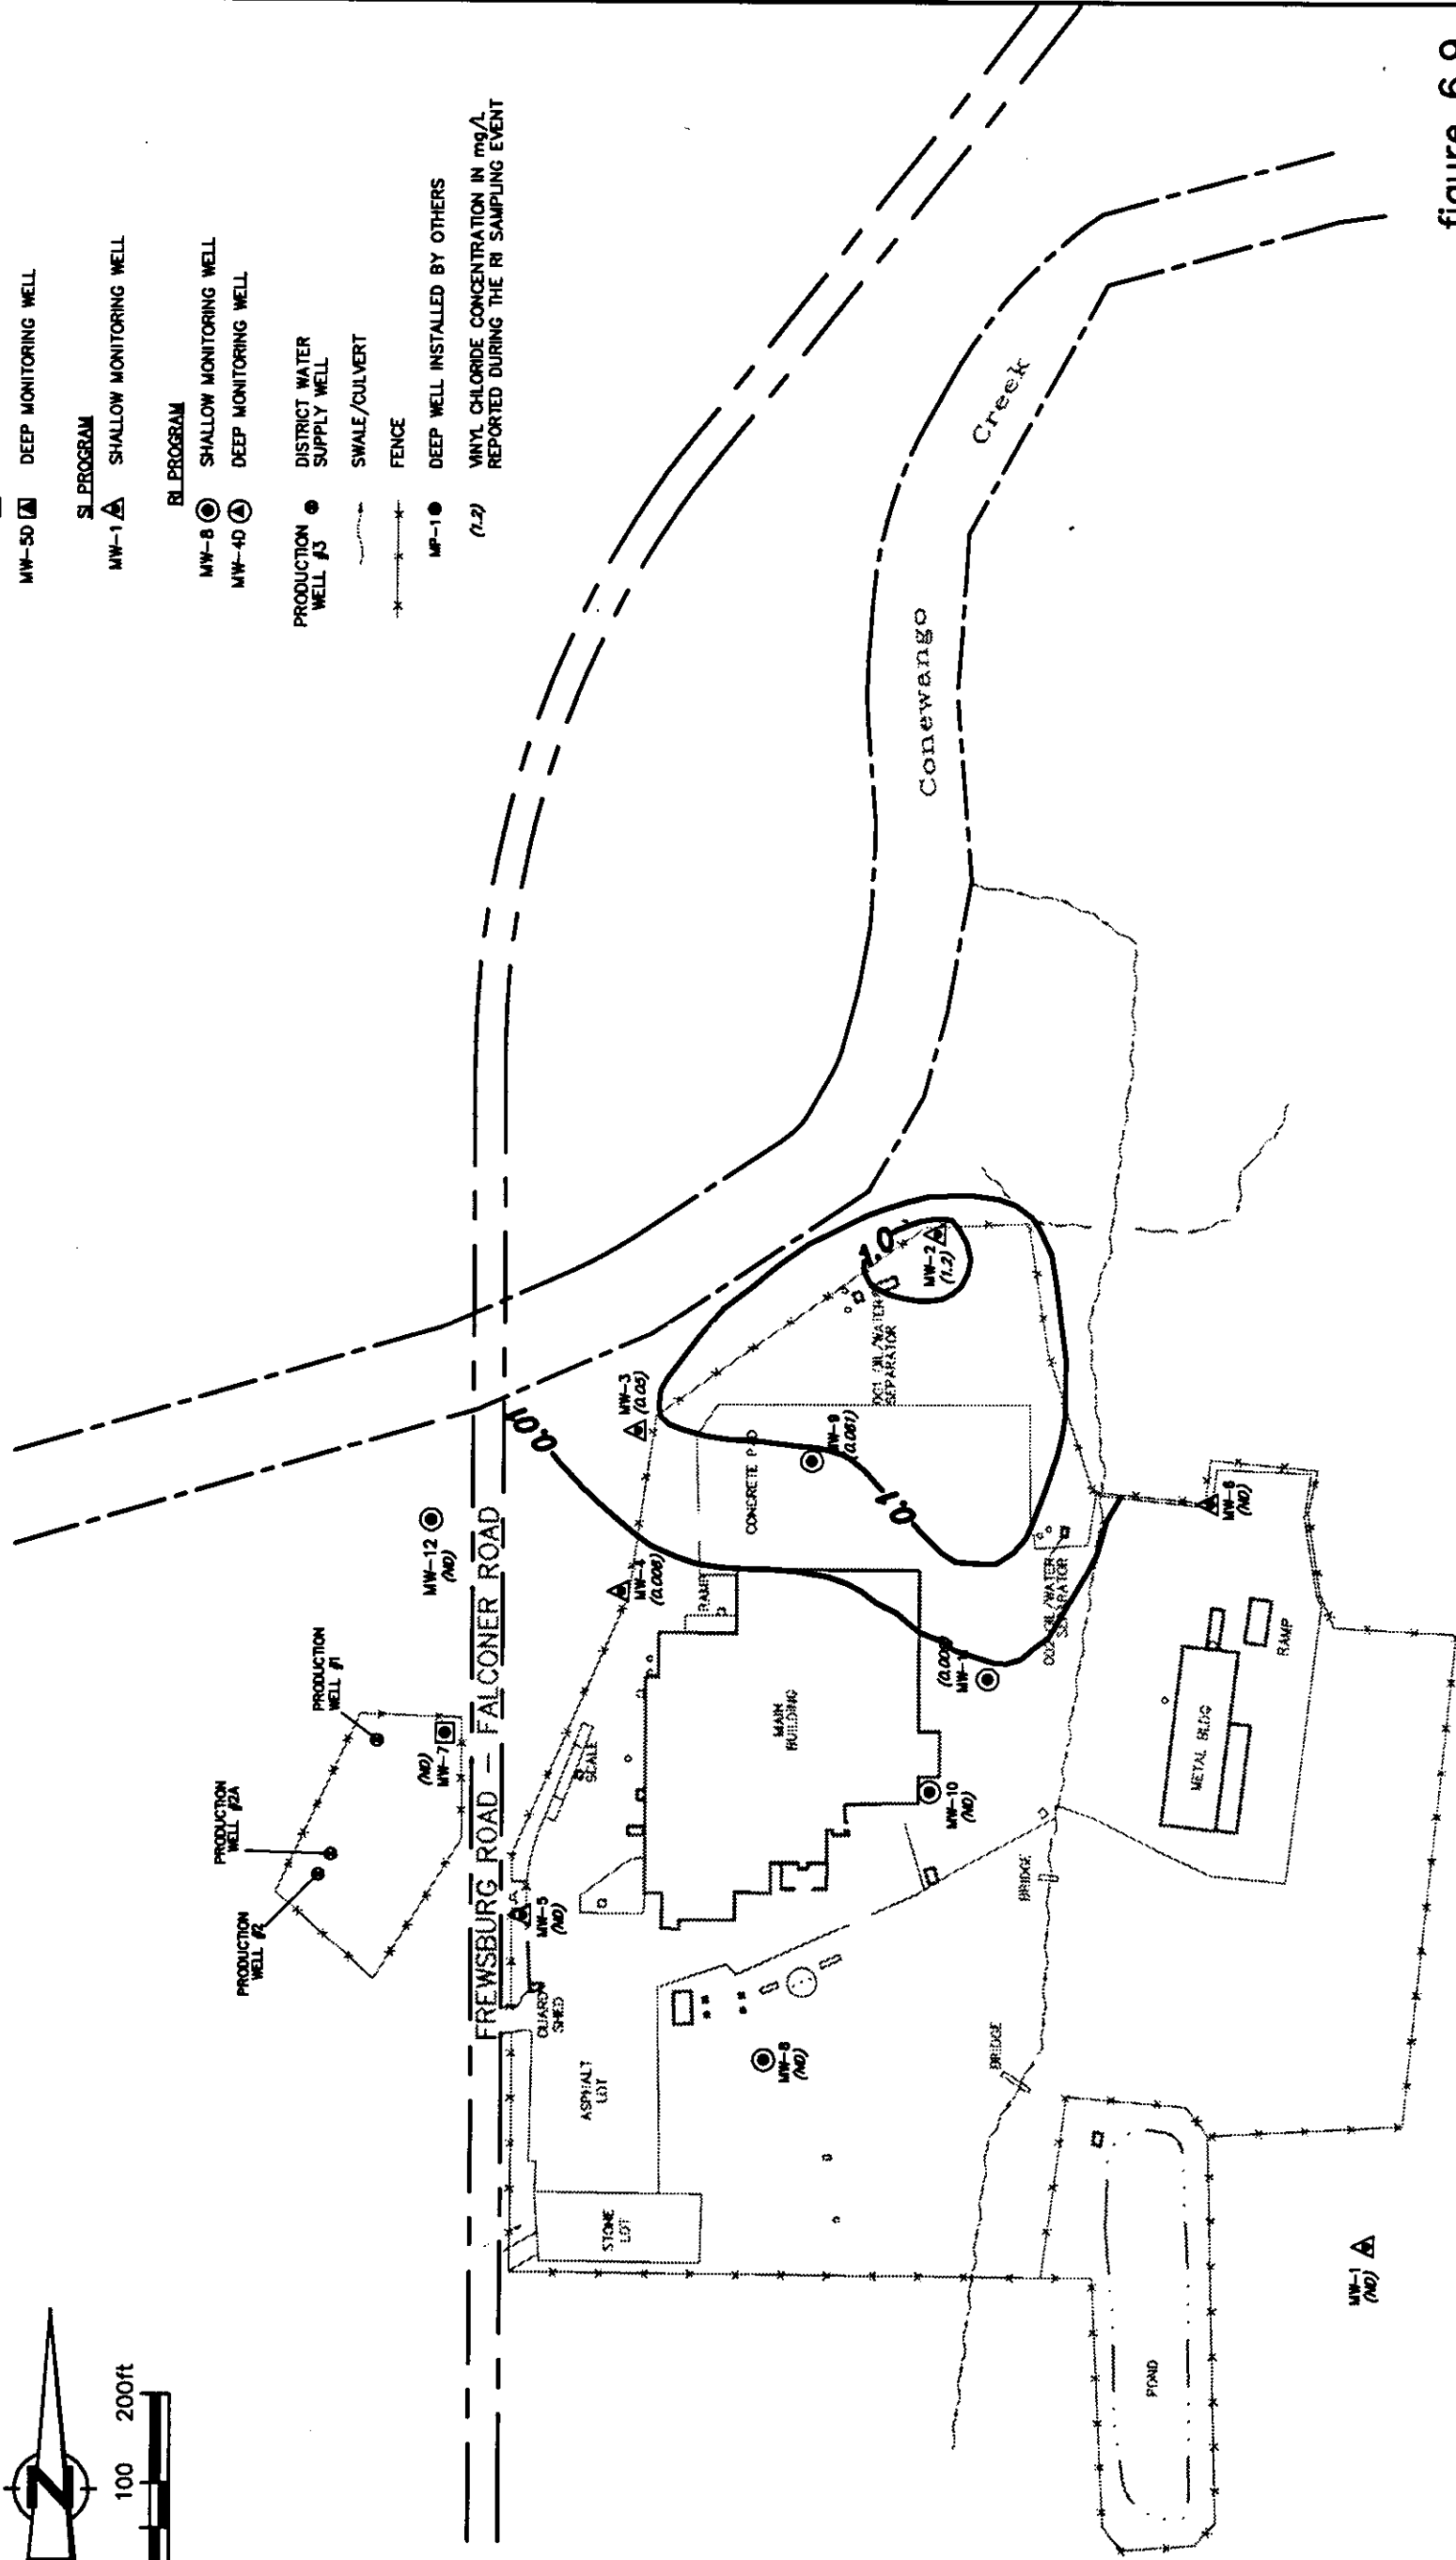 MW-5D DEEP MONITORING WELL
SI PROGRAM
MW-1 SHALLOW MONITORING WELL
RI PROGRAM
MW-8 SHALLOW MONITORING WELL
MW-4D DEEP MONITORING WELL
PRODUCTION
WELL #3
DISTRICT WATER
SUPPLY WELL
SWALE/CULVERT
FENCE
MP-1 DEEP WELL INSTALLED BY OTHERS
(1.2) VINYL CHLORIDE CONCENTRATION IN mg/L
REPORTED DURING THE RI SAMPLING EVENT
N
100 200ft
PRODUCTION
WELL #2
PRODUCTION
WELL #2A
PRODUCTION
WELL #1
(ND)
MW-7
MW-12
(ND)
FREWSBURG ROAD - FALCONER ROAD
0.01
MW-5
(ND)
GUARD
SHED
ASPHALT
LOT
STONE
LOT
SCALE
MW-4
(0.006)
MW-3
(0.05)
RAMP
CONCRETE
MAIN
BUILDING
MW-9
(0.081)
0.1
1.0
MW-2
(1.2)
001 OIL/WATER
SEPARATOR
MW-8
(ND)
MW-10
(ND)
002 OIL/WATER
SEPARATOR
BRIDGE
BRIDGE
MW-6
(ND)
METAL BLDG
RAMP
POND
MW-1
(ND)
Conewango
Creek
figure 6.9